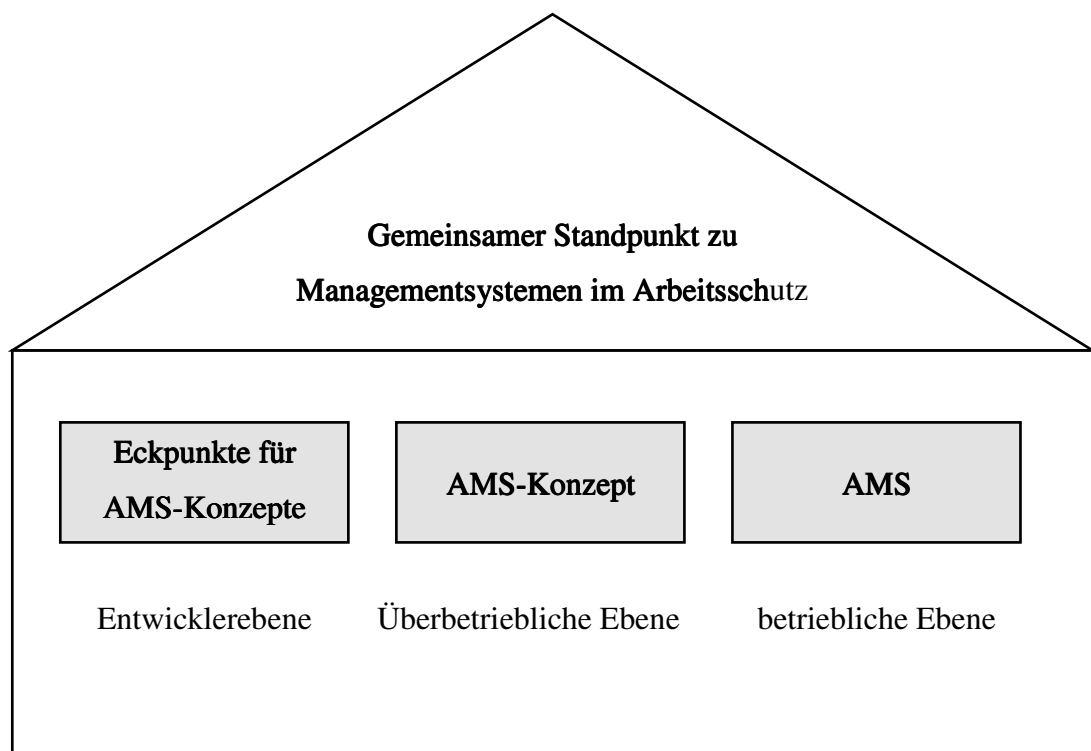 Gemeinsamer Standpunkt zu
Managementsystemen im Arbeitsschutz
Eckpunkte für
AMS-Konzepte
AMS-Konzept
AMS
Entwicklerebene
Überbetriebliche Ebene
betriebliche Ebene